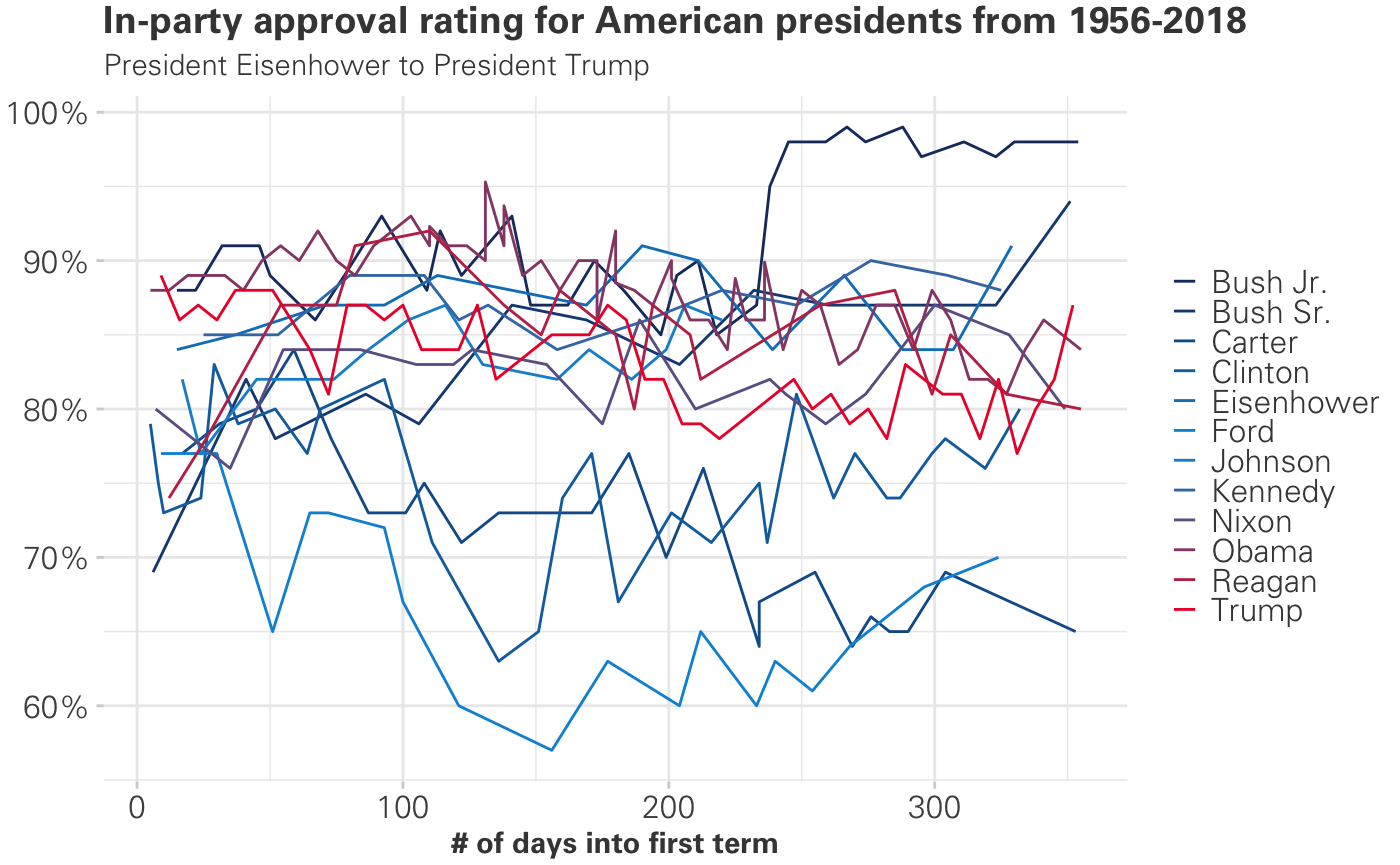 In-party approval rating for American presidents from 1956-2018
President Eisenhower to President Trump
100%
90%
80%
70%
60%
0
100
200
300
# of days into first term
Bush Jr.
Bush Sr.
Carter
Clinton
Eisenhower
Ford
Johnson
Kennedy
Nixon
Obama
Reagan
Trump